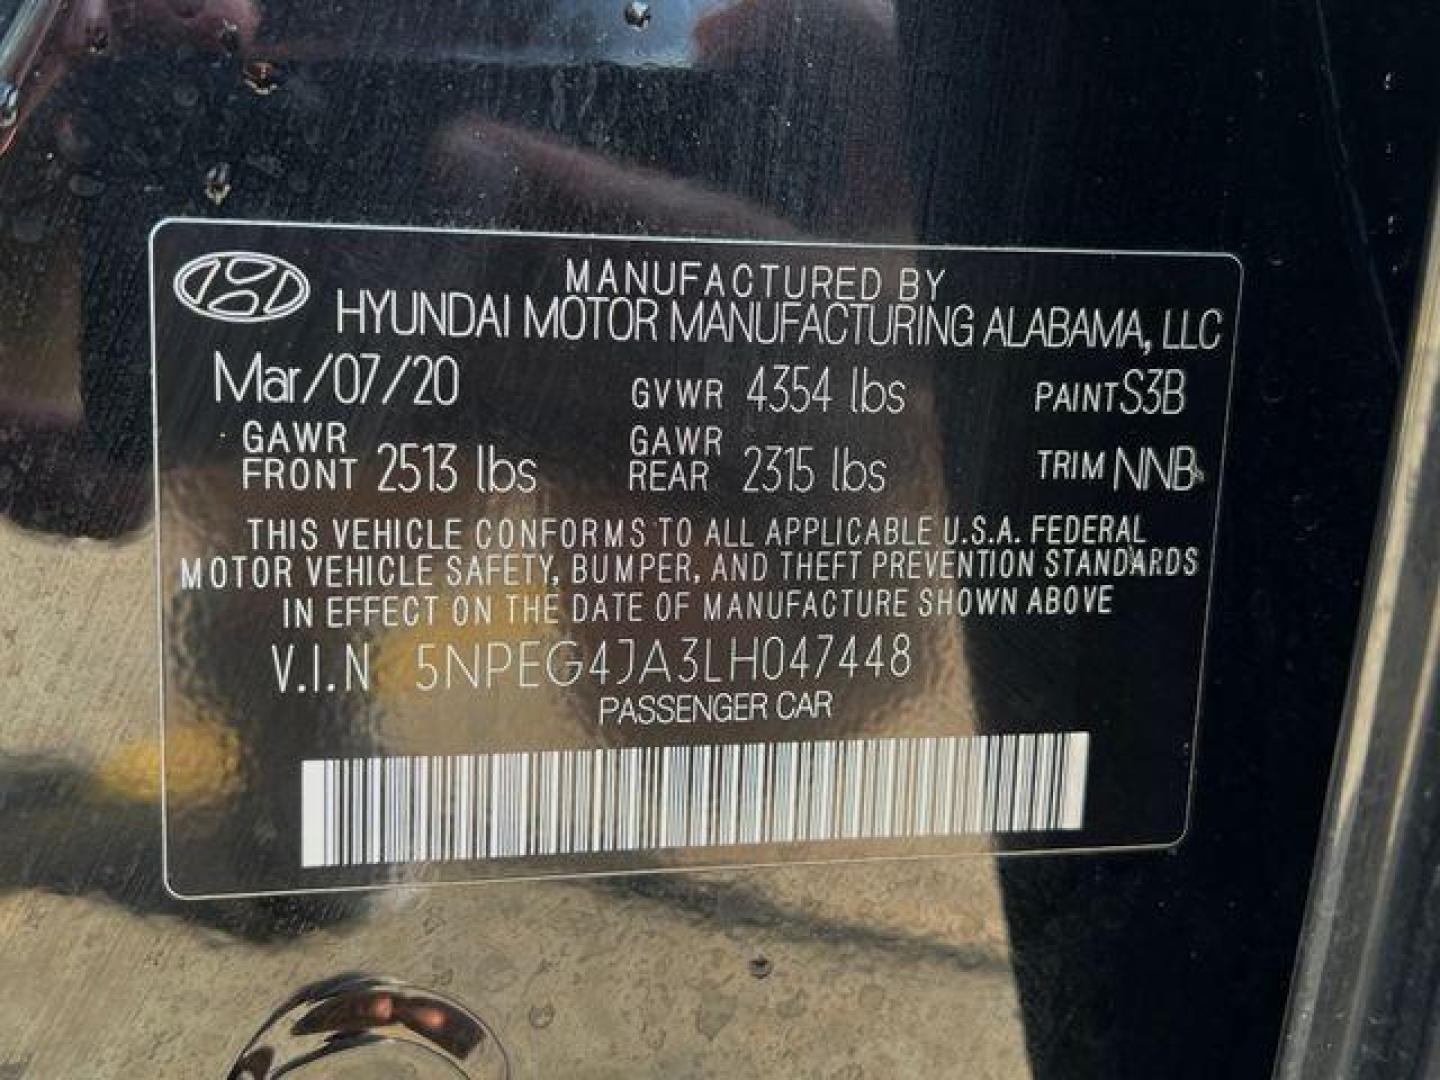 MANUFACTURED BY
HYUNDAI MOTOR MANUFACTURING ALABAMA, LLC
Mar/07/20 GVWR 4354 lbs PAINT S3B
GAWR FRONT 2513 lbs GAWR REAR 2315 lbs TRIM NNB
THIS VEHICLE CONFORMS TO ALL APPLICABLE U.S.A. FEDERAL
MOTOR VEHICLE SAFETY, BUMPER, AND THEFT PREVENTION STANDARDS
IN EFFECT ON THE DATE OF MANUFACTURE SHOWN ABOVE
V.I.N 5NPEG4JA3LH047448
PASSENGER CAR